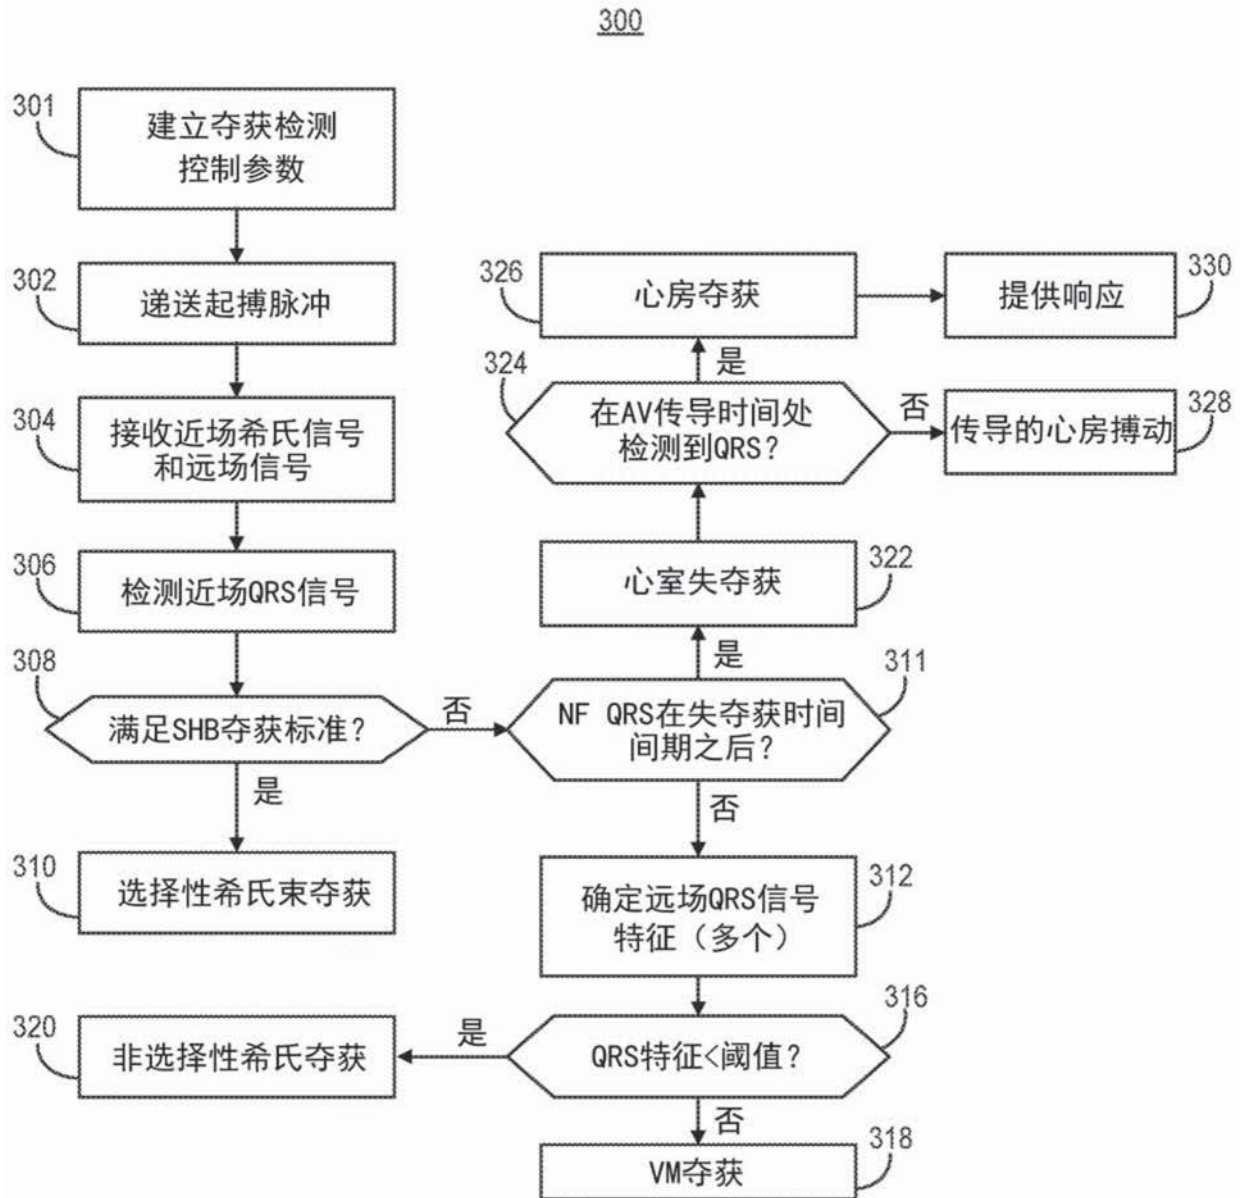 300
301
建立夺获检测
控制参数
302
递送起搏脉冲
304
接收近场希氏信号
和远场信号
306
检测近场QRS信号
308
满足SHB夺获标准？
否
是
310
选择性希氏束夺获
326
心房夺获
330
提供响应
是
324
在AV传导时间处
检测到QRS？
否
传导的心房搏动
328
心室失夺获
322
是
311
NF QRS在失夺获时间
间期之后？
否
312
确定远场QRS信号
特征（多个）
316
QRS特征<阈值？
是
320
非选择性希氏夺获
否
318
VM夺获